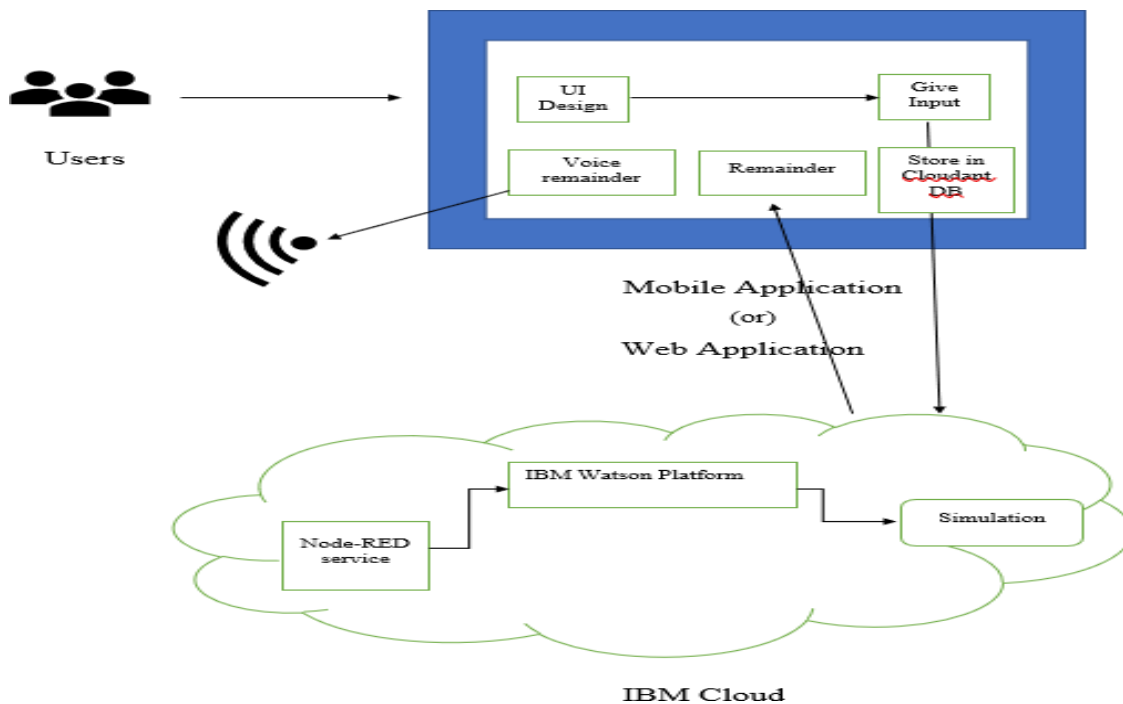 UI
Design
Give
Input
Users
Voice
remainder
Remainder
Store in
Cloudant
DB
Mobile Application
(or)
Web Application
IBM Watson Platform
Simulation
Node-RED
service
IBM Cloud